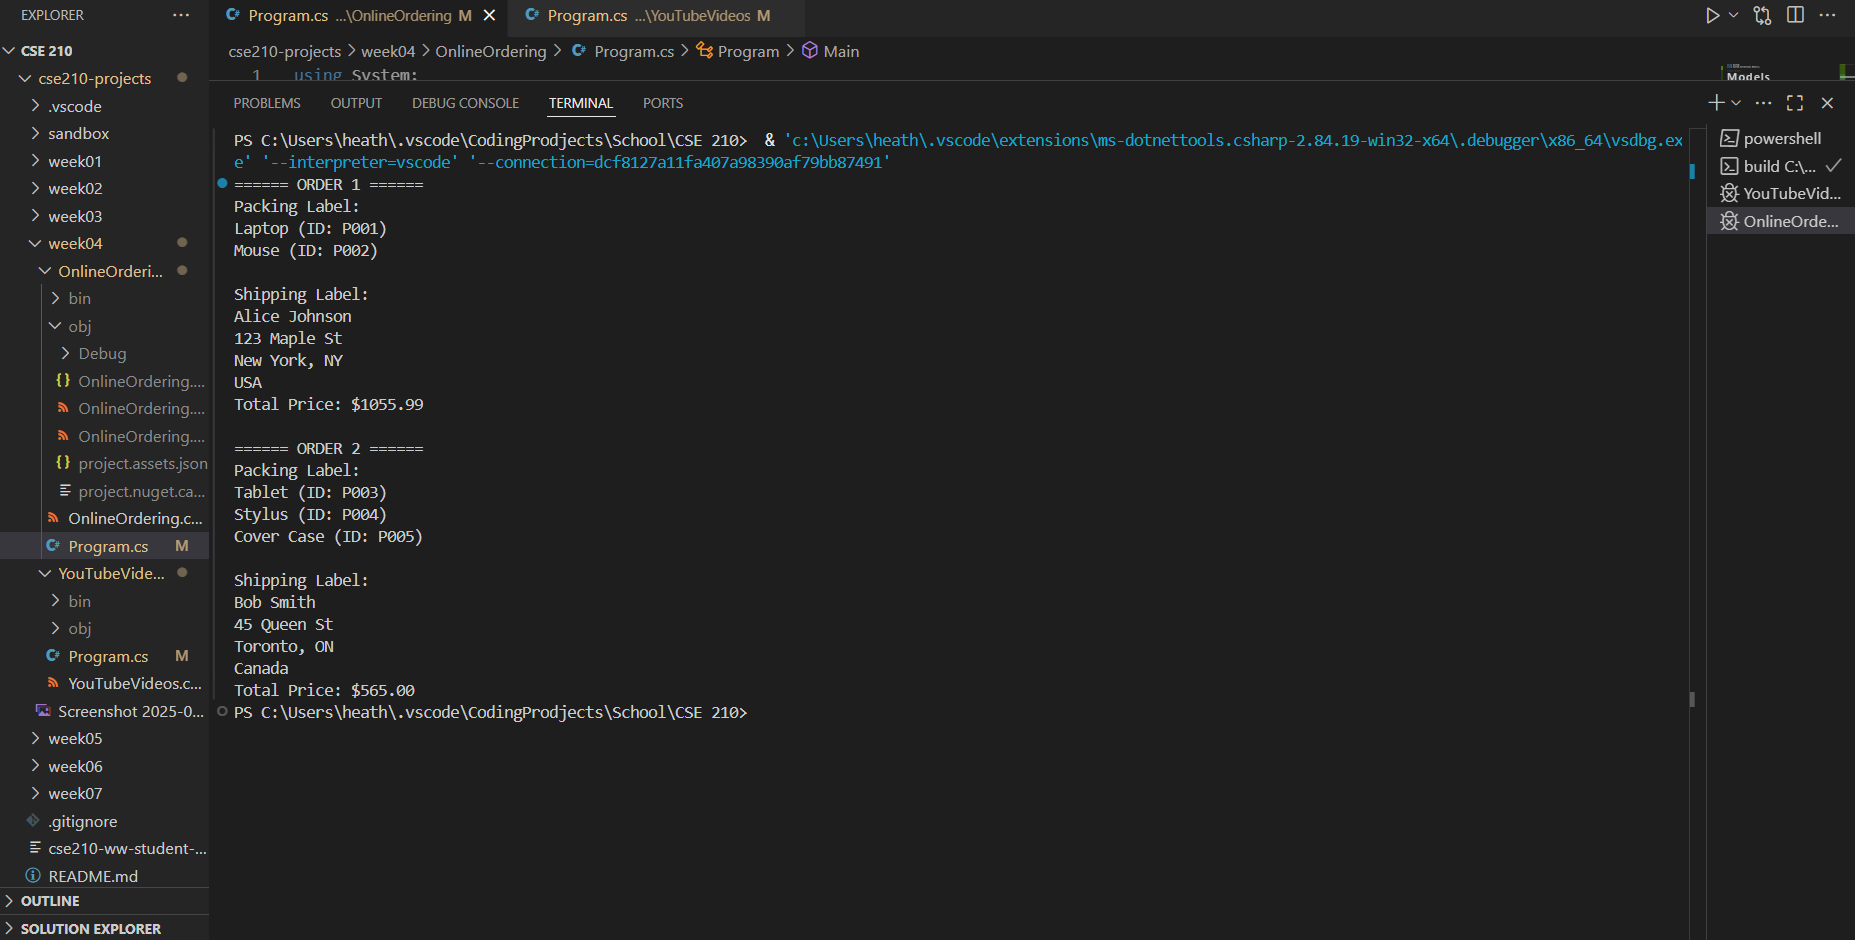 EXPLORER
CSE 210
cse210-projects
.vscode
sandbox
week01
week02
week03
week04
OnlineOrderi...
bin
obj
Debug
OnlineOrdering....
OnlineOrdering....
OnlineOrdering....
project.assets.json
project.nuget.ca...
OnlineOrdering.c...
Program.cs M
YouTubeVide...
bin
obj
Program.cs M
YouTubeVideos.c...
Screenshot 2025-0...
week05
week06
week07
.gitignore
cse210-ww-student-...
README.md
OUTLINE
SOLUTION EXPLORER
Program.cs ...\OnlineOrdering M
Program.cs ...\YouTubeVideos M
cse210-projects > week04 > OnlineOrdering > Program.cs > Program > Main
1 using System;
Models
PROBLEMS OUTPUT DEBUG CONSOLE TERMINAL PORTS
PS C:\Users\heath\.vscode\CodingProdjects\School\CSE 210> & 'c:\Users\heath\.vscode\extensions\ms-dotnettools.csharp-2.84.19-win32-x64\.debugger\x86_64\vsdbg.ex
e' '--interpreter=vscode' '--connection=dcf8127a11fa407a98390af79bb87491'
====== ORDER 1 ======
Packing Label:
Laptop (ID: P001)
Mouse (ID: P002)
Shipping Label:
Alice Johnson
123 Maple St
New York, NY
USA
Total Price: $1055.99
====== ORDER 2 ======
Packing Label:
Tablet (ID: P003)
Stylus (ID: P004)
Cover Case (ID: P005)
Shipping Label:
Bob Smith
45 Queen St
Toronto, ON
Canada
Total Price: $565.00
PS C:\Users\heath\.vscode\CodingProdjects\School\CSE 210>
powershell
build C:\...
YouTubeVid...
OnlineOrde...